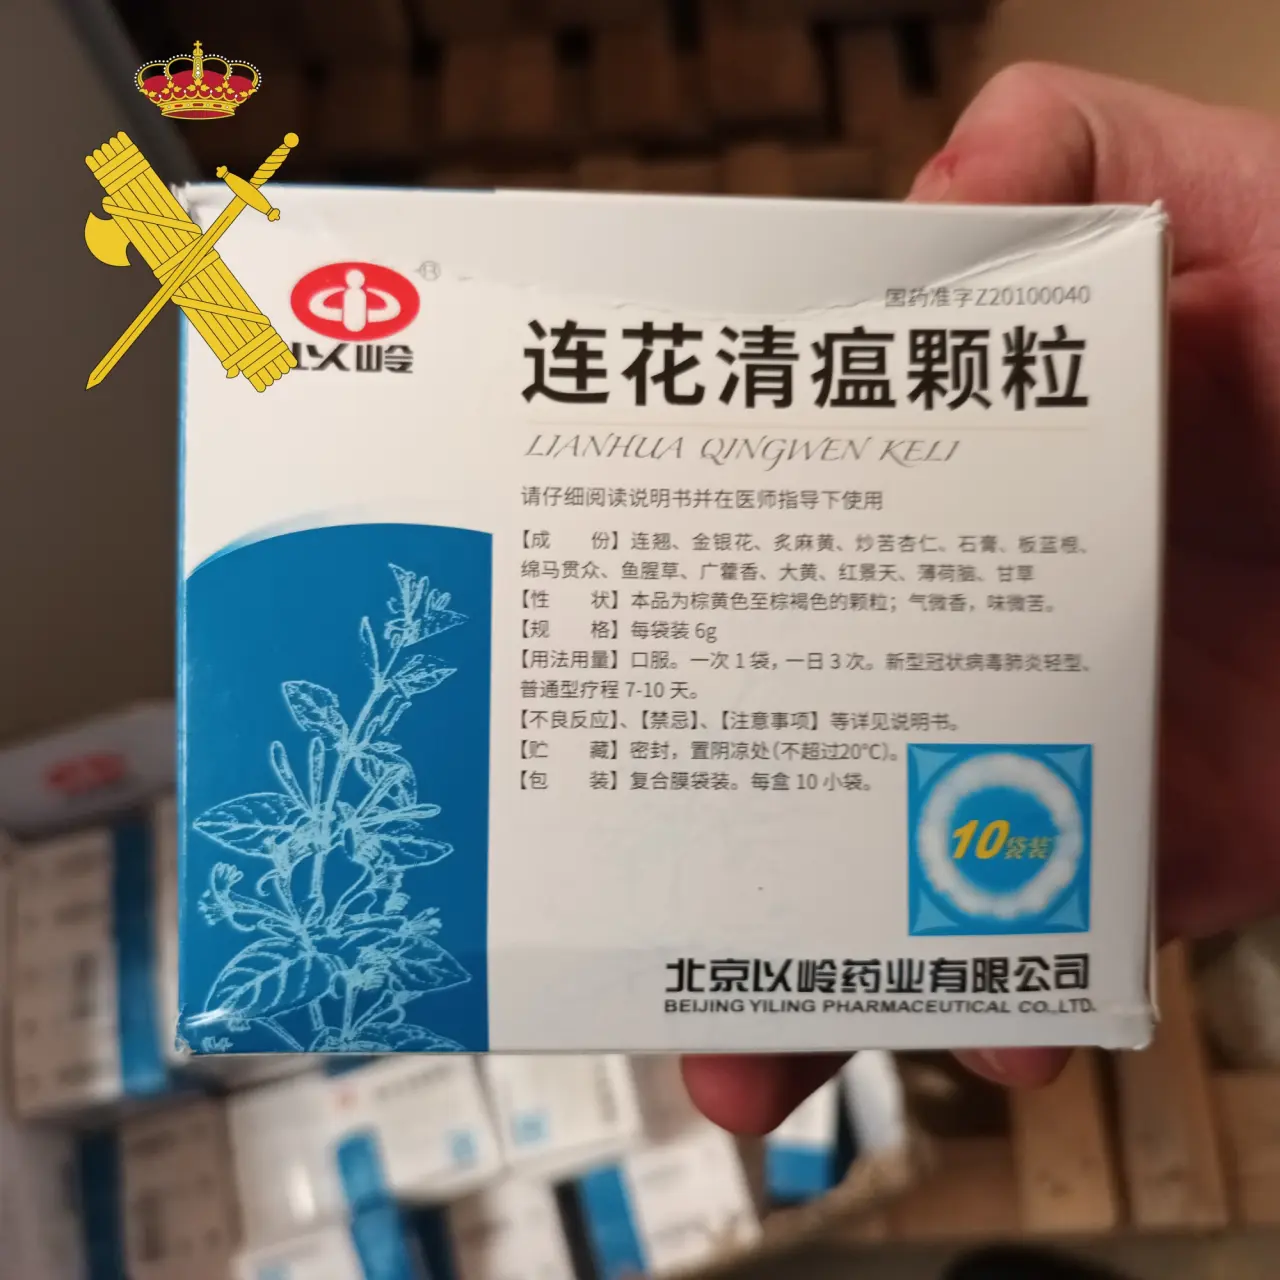 以岭
®
国药准字Z20100040
连花清瘟颗粒
LIANHUA QINGWEN KELI
请仔细阅读说明书并在医师指导下使用
【成 份】连翘、金银花、炙麻黄、炒苦杏仁、石膏、板蓝根、
绵马贯众、鱼腥草、广藿香、大黄、红景天、薄荷脑、甘草
【性 状】本品为棕黄色至棕褐色的颗粒；气微香，味微苦。
【规 格】每袋装 6g
【用法用量】口服。一次 1 袋，一日 3 次。新型冠状病毒肺炎轻型、
普通型疗程 7-10 天。
【不良反应】、【禁忌】、【注意事项】等详见说明书。
【贮 藏】密封，置阴凉处（不超过20℃）。
【包 装】复合膜袋装。每盒 10 小袋。
10袋装
北京以岭药业有限公司
BEIJING YILING PHARMACEUTICAL CO.,LTD.